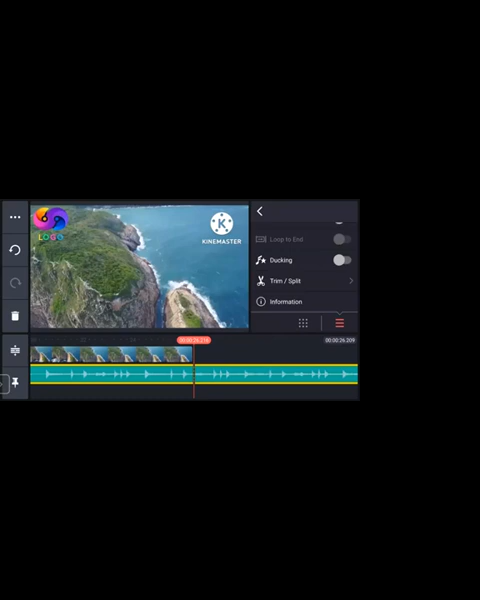 LOGO
KINEMASTER
Loop to End
Ducking
Trim / Split
Information
00:00:26.209